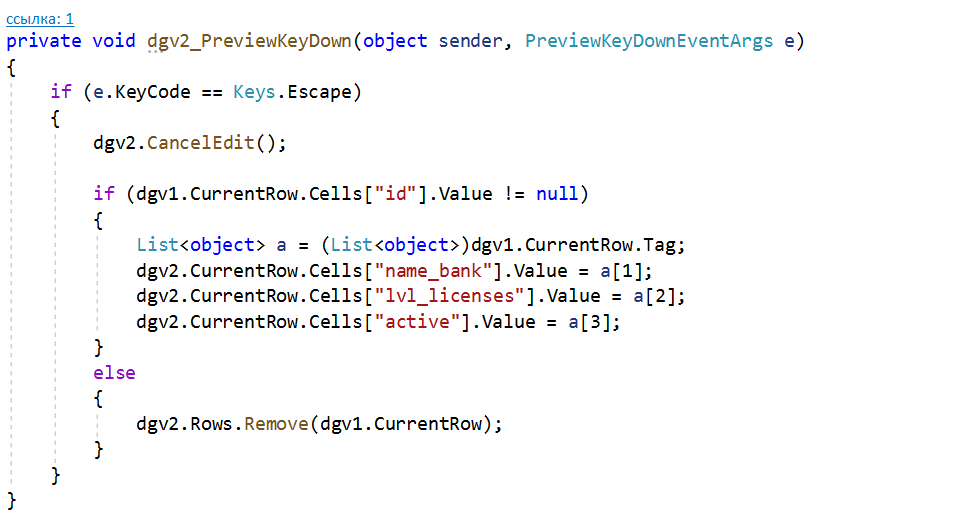 ссылка: 1
private void dgv2_PreviewKeyDown(object sender, PreviewKeyDownEventArgs e)
{
    if (e.KeyCode == Keys.Escape)
    {
        dgv2.CancelEdit();

        if (dgv1.CurrentRow.Cells["id"].Value != null)
        {
            List<object> a = (List<object>)dgv1.CurrentRow.Tag;
            dgv2.CurrentRow.Cells["name_bank"].Value = a[1];
            dgv2.CurrentRow.Cells["lvl_licenses"].Value = a[2];
            dgv2.CurrentRow.Cells["active"].Value = a[3];
        }
        else
        {
            dgv2.Rows.Remove(dgv1.CurrentRow);
        }
    }
}